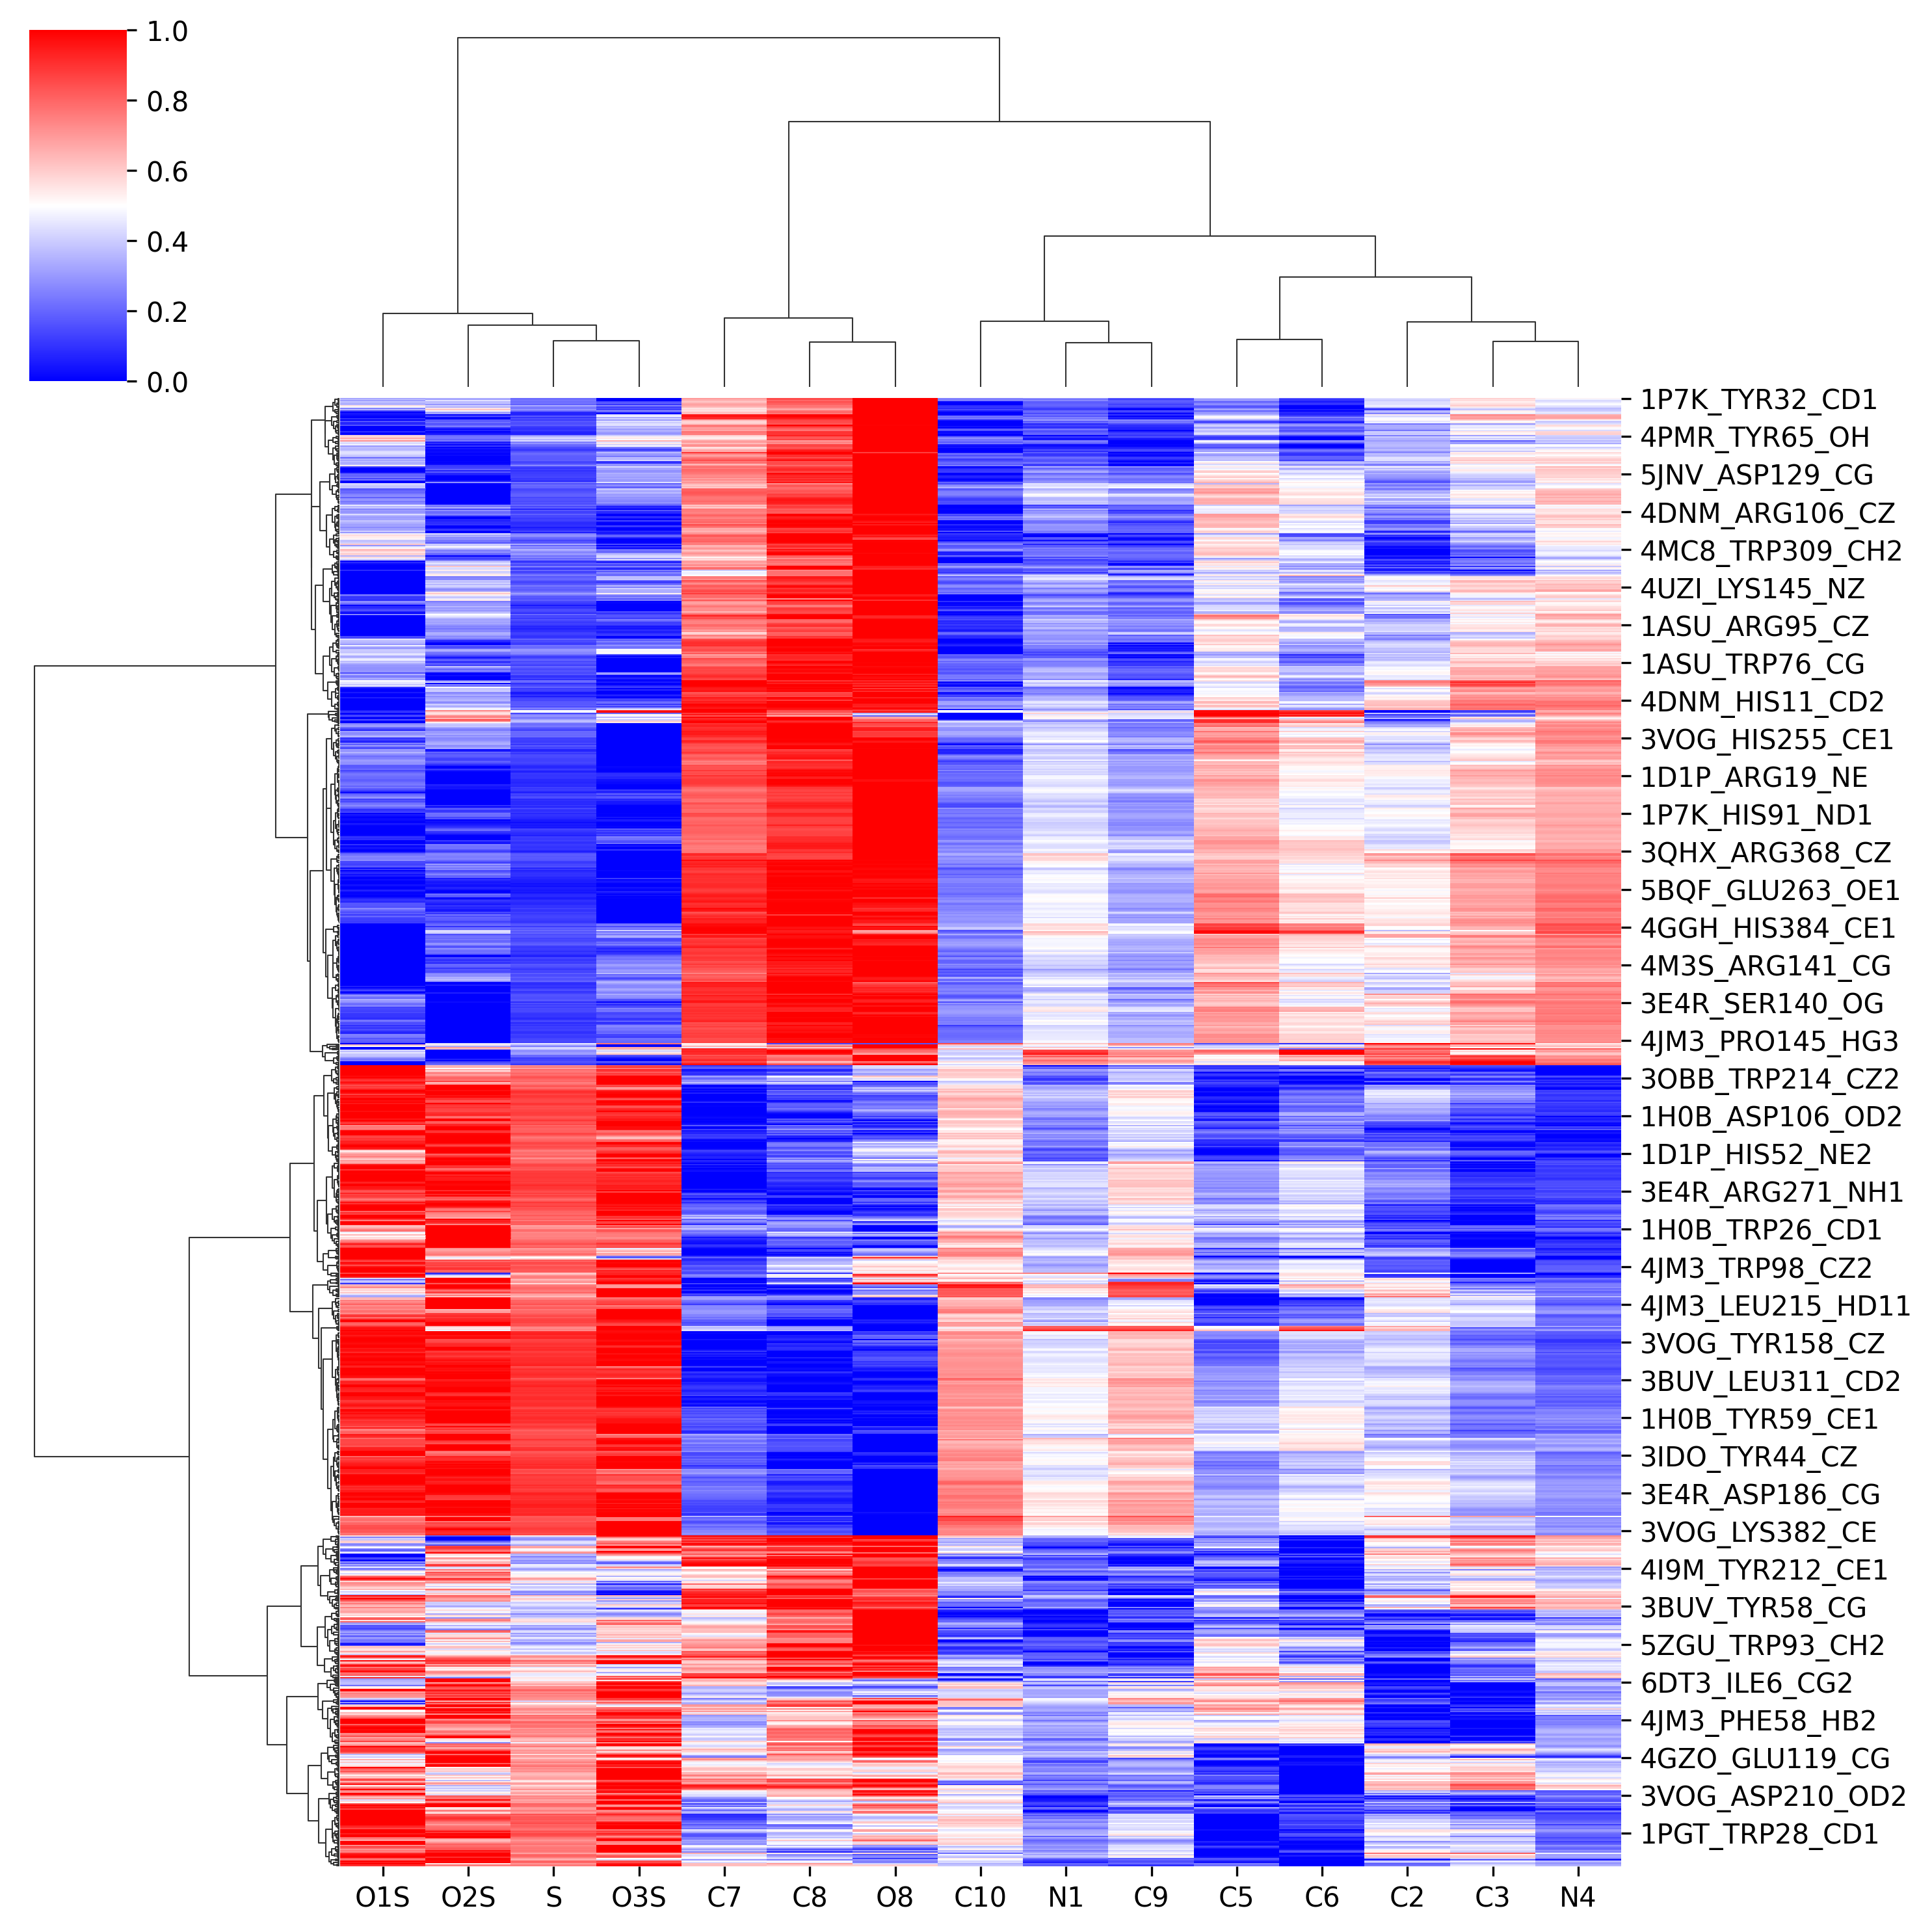 1.0
0.8
0.6
0.4
0.2
0.0
1P7K_TYR32_CD1
4PMR_TYR65_OH
5JNV_ASP129_CG
4DNM_ARG106_CZ
4MC8_TRP309_CH2
4UZI_LYS145_NZ
1ASU_ARG95_CZ
1ASU_TRP76_CG
4DNM_HIS11_CD2
3VOG_HIS255_CE1
1D1P_ARG19_NE
1P7K_HIS91_ND1
3QHX_ARG368_CZ
5BQF_GLU263_OE1
4GGH_HIS384_CE1
4M3S_ARG141_CG
3E4R_SER140_OG
4JM3_PRO145_HG3
3OBB_TRP214_CZ2
1H0B_ASP106_OD2
1D1P_HIS52_NE2
3E4R_ARG271_NH1
1H0B_TRP26_CD1
4JM3_TRP98_CZ2
4JM3_LEU215_HD11
3VOG_TYR158_CZ
3BUV_LEU311_CD2
1H0B_TYR59_CE1
3IDO_TYR44_CZ
3E4R_ASP186_CG
3VOG_LYS382_CE
4I9M_TYR212_CE1
3BUV_TYR58_CG
5ZGU_TRP93_CH2
6DT3_ILE6_CG2
4JM3_PHE58_HB2
4GZO_GLU119_CG
3VOG_ASP210_OD2
1PGT_TRP28_CD1
O1S O2S S O3S C7 C8 O8 C10 N1 C9 C5 C6 C2 C3 N4